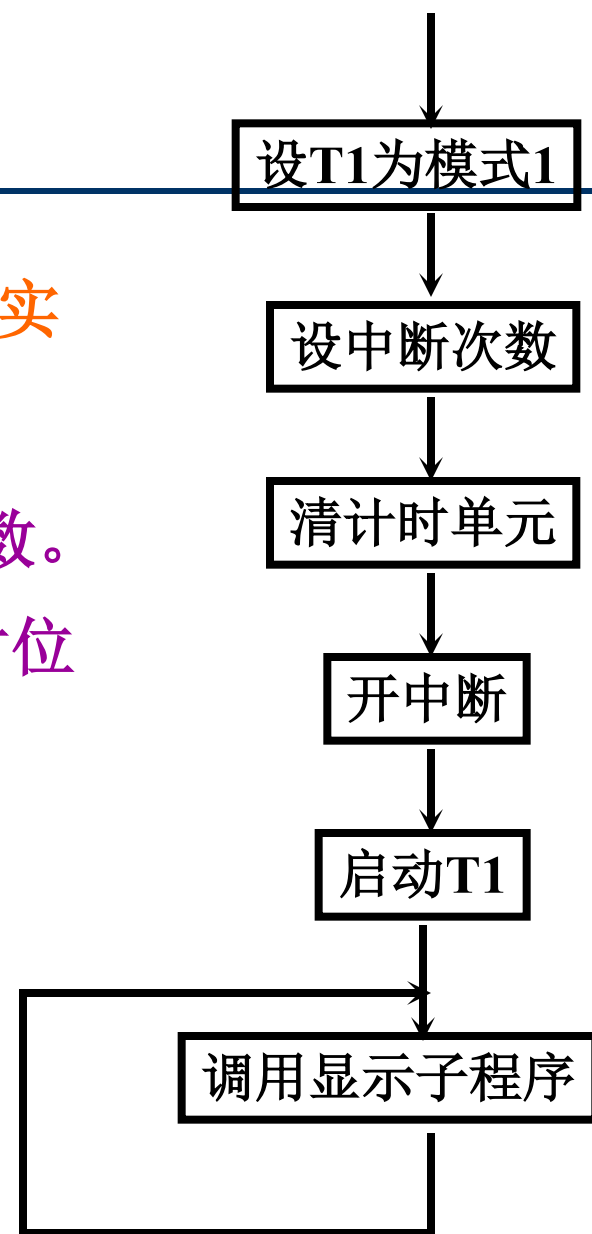 设T1为模式1
实
设中断次数
清计时单元
数。
位
开中断
启动T1
调用显示子程序